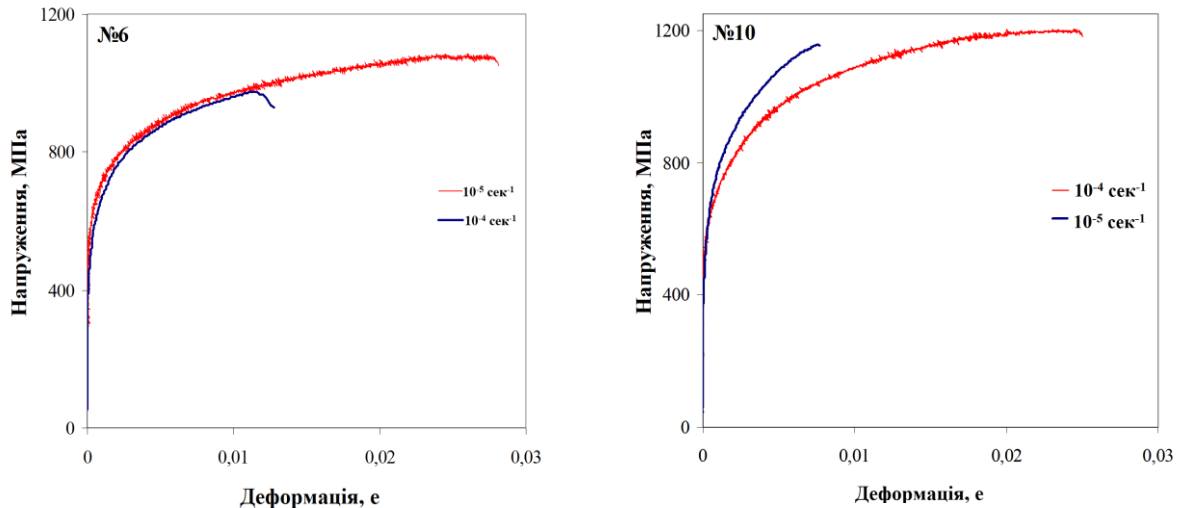 №6
Напруження, МПа
1200
800
400
0
0
0,01
0,02
0,03
10⁻⁵ сек⁻¹
10⁻⁴ сек⁻¹
Деформація, е
№10
Напруження, МПа
1200
800
400
0
0
0,01
0,02
0,03
10⁻⁴ сек⁻¹
10⁻⁵ сек⁻¹
Деформація, е